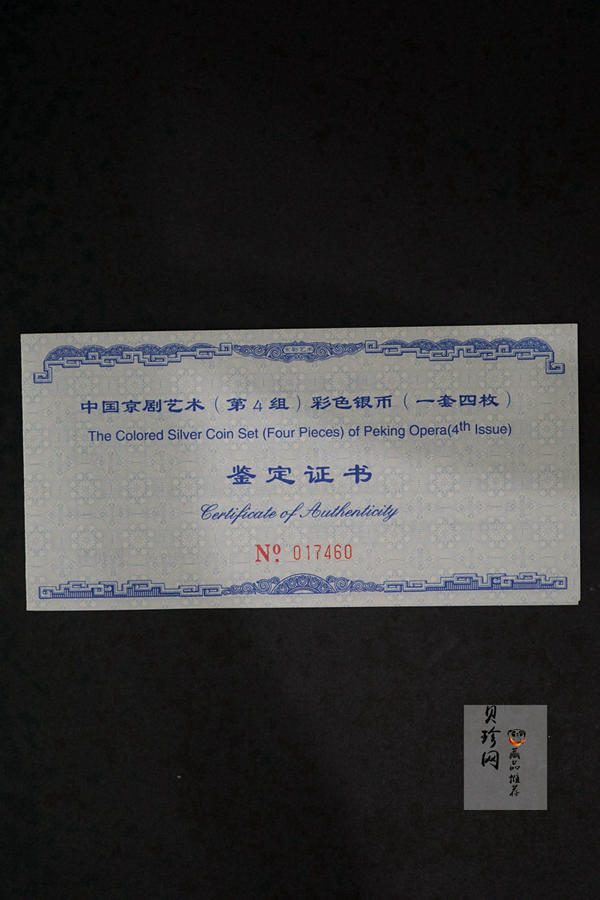 中国京剧艺术（第4组）彩色银币（一套四枚）
The Colored Silver Coin Set (Four Pieces) of Peking Opera(4th Issue)
鉴定证书
Certificate of Authenticity
No. 017460
贝珍网
藏品推荐